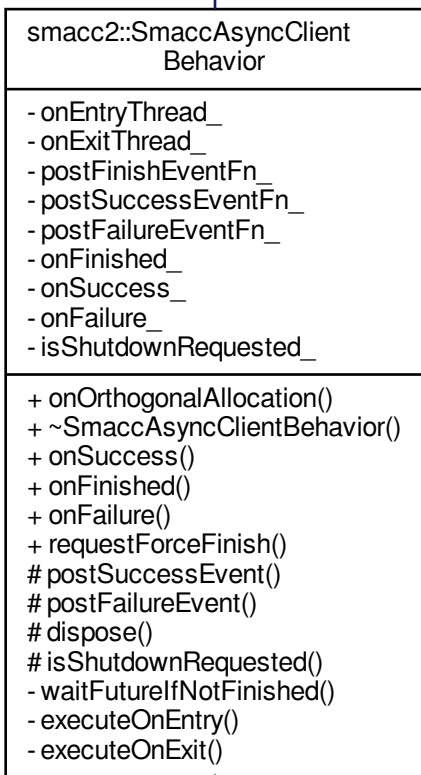 smacc2::SmaccAsyncClient
Behavior
- onEntryThread_
- onExitThread_
- postFinishEventFn_
- postSuccessEventFn_
- postFailureEventFn_
- onFinished_
- onSuccess_
- onFailure_
- isShutdownRequested_
+ onOrthogonalAllocation()
+ ~SmaccAsyncClientBehavior()
+ onSuccess()
+ onFinished()
+ onFailure()
+ requestForceFinish()
# postSuccessEvent()
# postFailureEvent()
# dispose()
# isShutdownRequested()
- waitFutureIfNotFinished()
- executeOnEntry()
- executeOnExit()